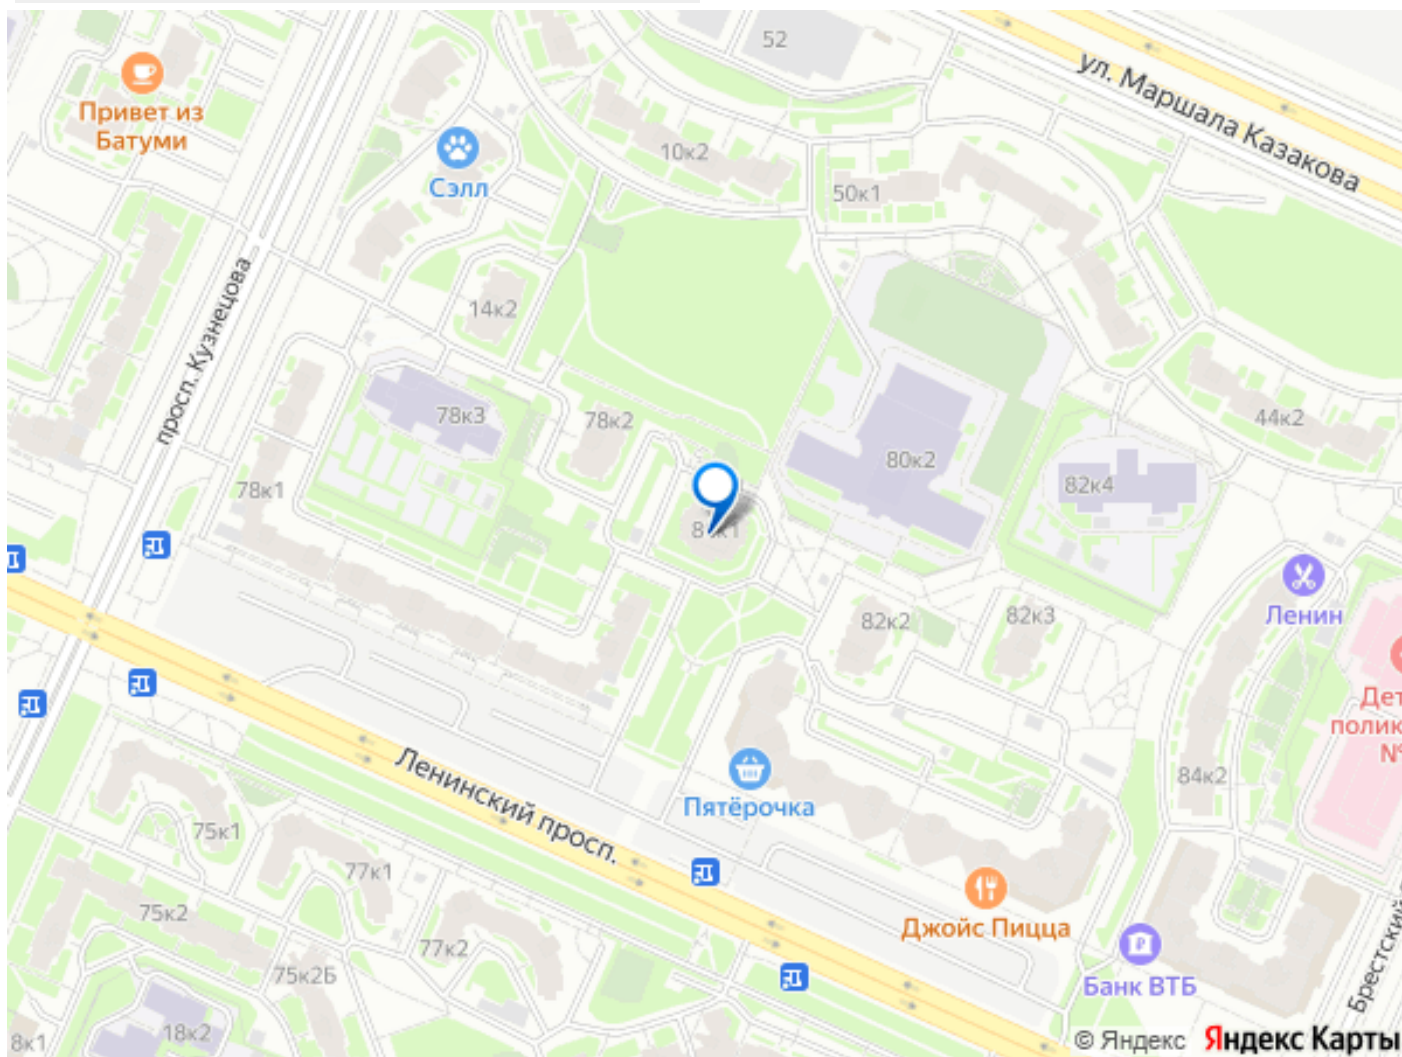 52
ул. Маршала Казакова
Привет из
Батуми
10к2
Сэлл
50к1
просп. Кузнецова
14к2
78к3
78к2
44к2
80к2
82к4
78к1
Ленин
82к2
82к3
Ленинский просп.
Пятёрочка
84к2
75к1
77к1
75к2
Джойс Пицца
77к2
75к2Б
Банк ВТБ
18к2
8к1
© Яндекс Яндекс Карты